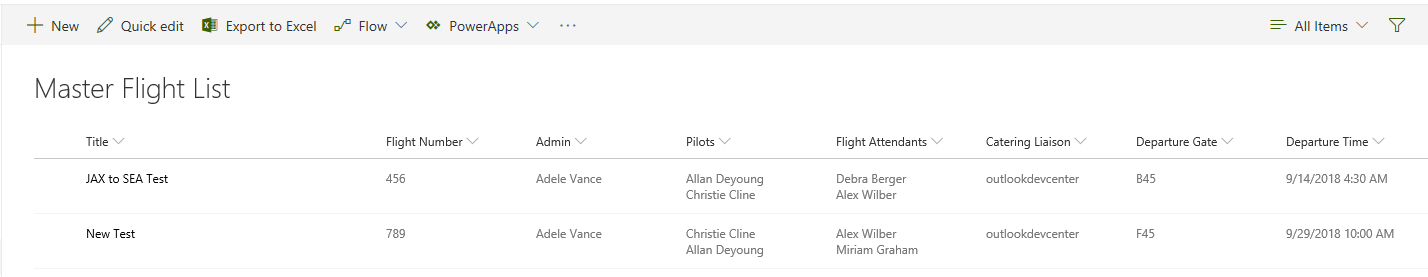 New Quick edit Export to Excel Flow PowerApps ... All Items
Master Flight List
Title Flight Number Admin Pilots Flight Attendants Catering Liaison Departure Gate Departure Time
JAX to SEA Test 456 Adele Vance Allan Deyoung Debra Berger outlookdevcenter B45 9/14/2018 4:30 AM
Christie Cline Alex Wilber
New Test 789 Adele Vance Christie Cline Alex Wilber outlookdevcenter F45 9/29/2018 10:00 AM
Allan Deyoung Miriam Graham